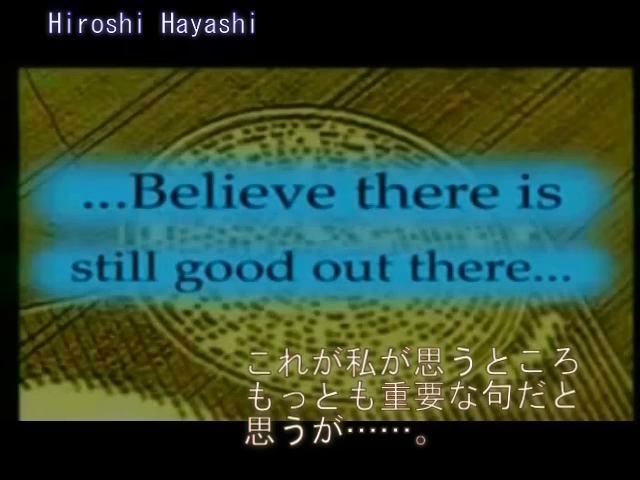 Hiroshi Hayashi
...Believe there is
still good out there...
これが私が思うところ
もっとも重要な句だと
思うが……。